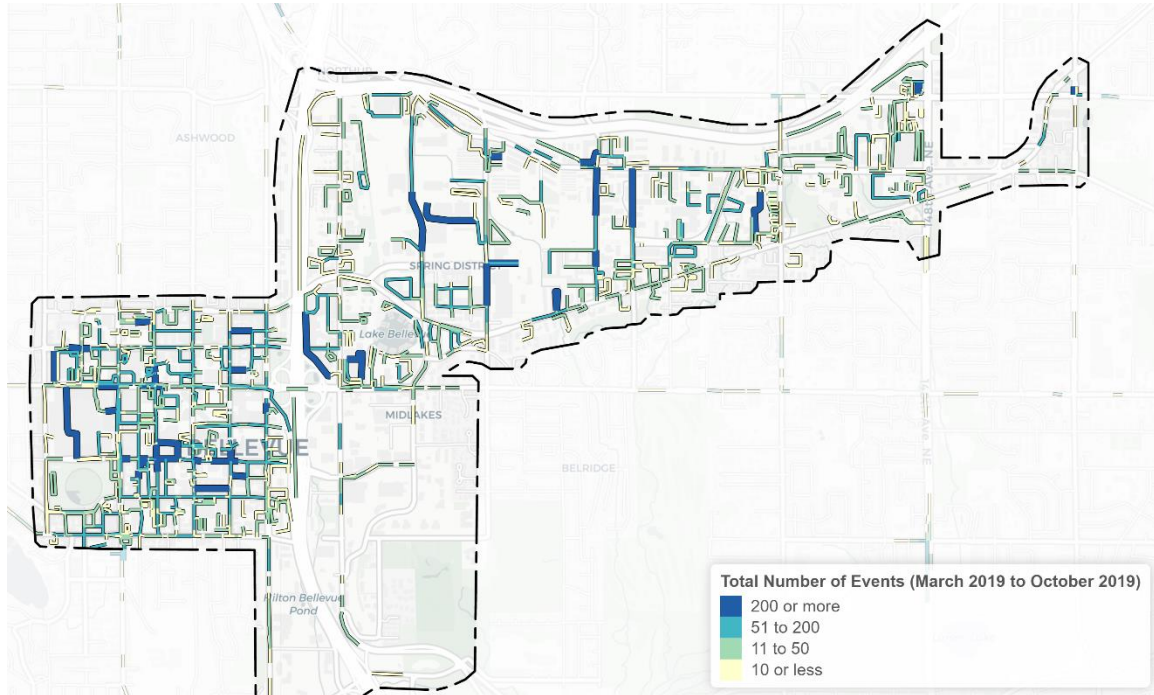 ASHWOOD
SPRING DISTRICT
Lake Bellevue
MIDLAKES
BELLEVUE
BELRIDGE
148th Ave NE
Hilton Bellevue
Pond
Total Number of Events (March 2019 to October 2019)
200 or more
51 to 200
11 to 50
10 or less